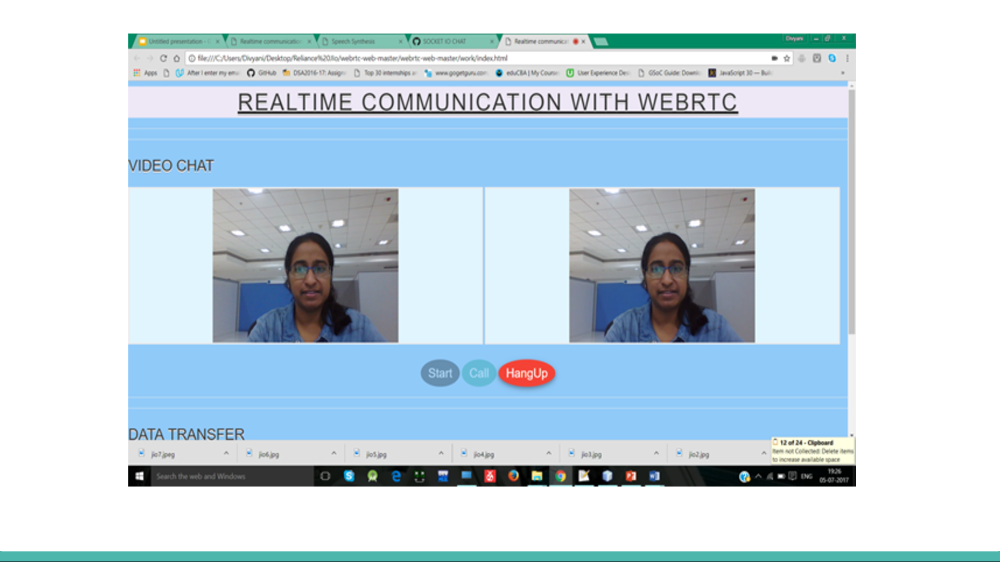 Untitled presentation -
Realtime communication
Speech Synthesis
SOCKET IO CHAT
Realtime communica
Divyani
file:///C:/Users/Divyani/Desktop/Reliance%20Jio/webrtc-web-master/webrtc-web-master/work/index.html
Apps
After I enter my ema
GitHub
DSA2016-17: Assign
Top 30 internships a
www.gogetguru.com
eduCBA | My Course
User Experience Des
GSoC Guide: Downlo
JavaScript 30 — Buil
REALTIME COMMUNICATION WITH WEBRTC
VIDEO CHAT
Start
Call
HangUp
DATA TRANSFER
jio7.jpeg
jio6.jpg
jio5.jpg
jio4.jpg
jio3.jpg
jio2.jpg
12 of 24 - Clipboard
Item not Collected: Delete items
to increase available space
Search the web and Windows
ENG
19:26
05-07-2017